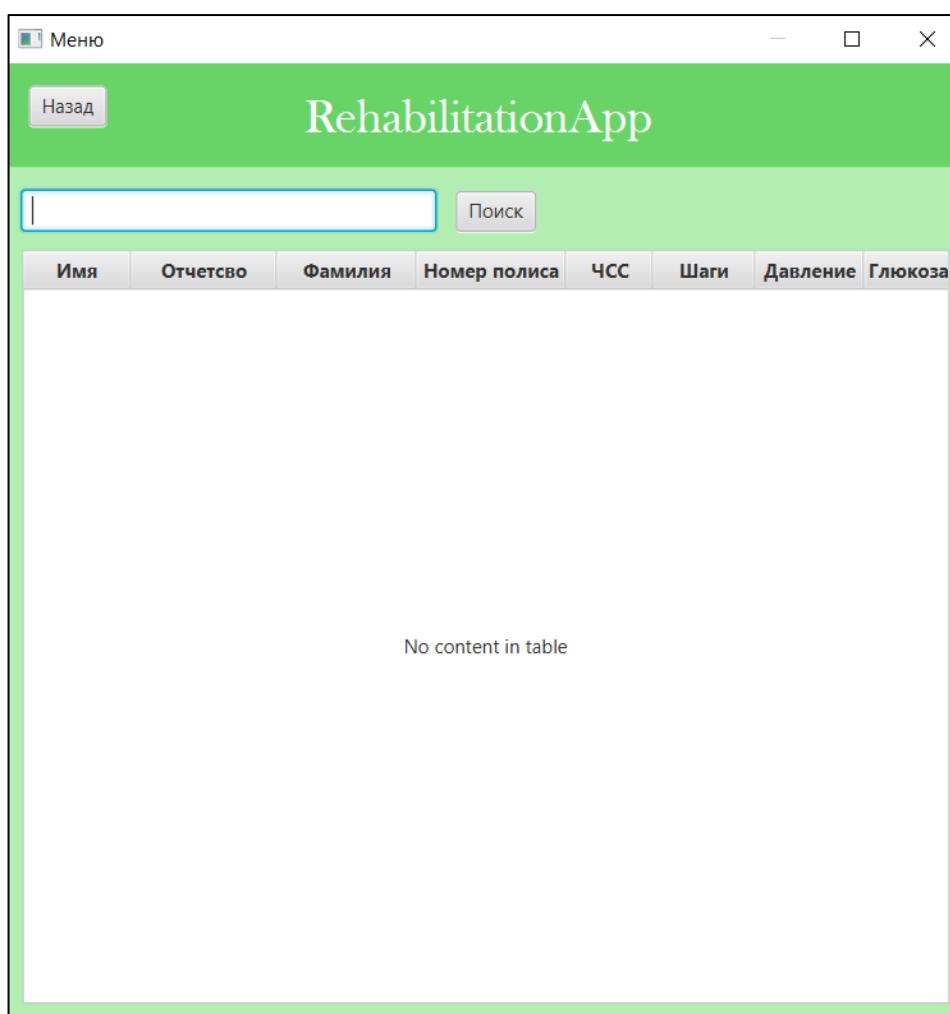 Меню
Назад
RehabilitationApp
Поиск
Имя Отчетсво Фамилия Номер полиса ЧСС Шаги Давление Глюкоза
No content in table